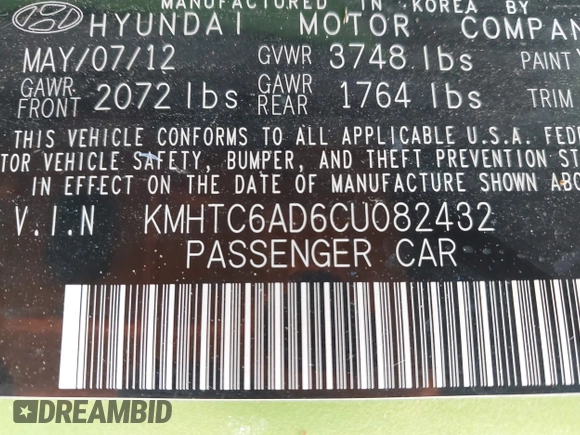 MANUFACTURED IN KOREA BY
HYUNDAI MOTOR COMPAN
MAY/07/12 GVWR 3748 lbs PAINT
GAWR FRONT 2072 lbs GAWR REAR 1764 lbs TRIM
THIS VEHICLE CONFORMS TO ALL APPLICABLE U.S.A. FED
TOR VEHICLE SAFETY, BUMPER, AND THEFT PREVENTION ST
IN EFFECT ON THE DATE OF MANUFACTURE SHOWN ABOV
V.I.N KMHTC6AD6CU082432
PASSENGER CAR
DREAMBID